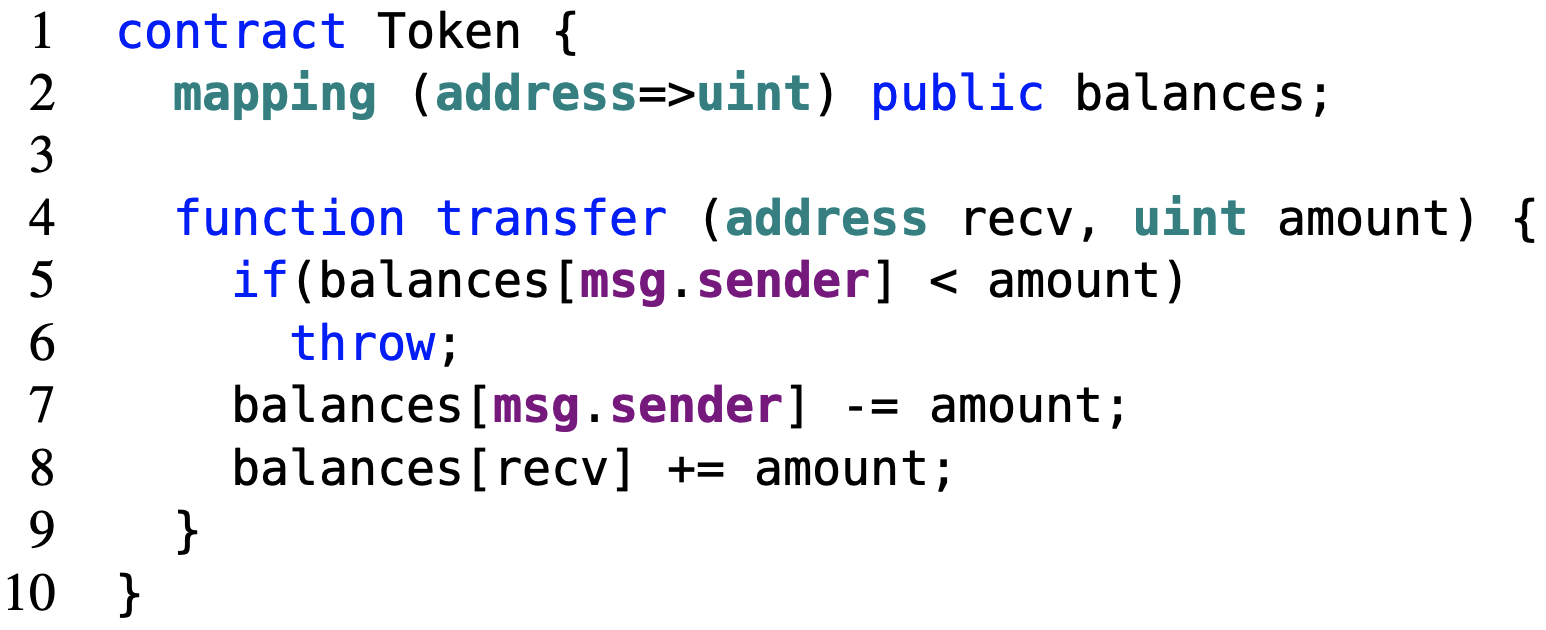 1 contract Token {
2 mapping (address=>uint) public balances;
3
4 function transfer (address recv, uint amount) {
5 if(balances[msg.sender] < amount)
6 throw;
7 balances[msg.sender] -= amount;
8 balances[recv] += amount;
9 }
10 }